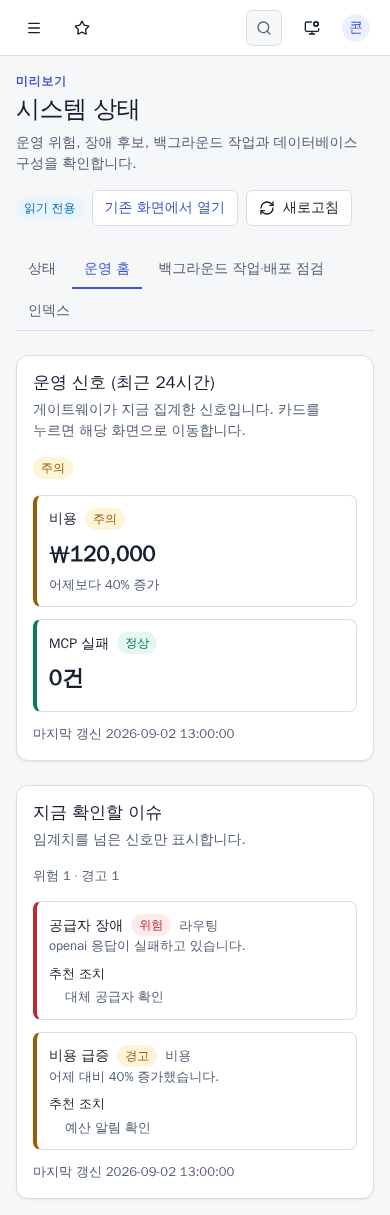 콘
미리보기
시스템 상태
운영 위험, 장애 후보, 백그라운드 작업과 데이터베이스
구성을 확인합니다.
읽기 전용
기존 화면에서 열기
새로고침
상태
운영 홈
백그라운드 작업·배포 점검
인덱스
운영 신호 (최근 24시간)
게이트웨이가 지금 집계한 신호입니다. 카드를
누르면 해당 화면으로 이동합니다.
주의
비용 주의
₩120,000
어제보다 40% 증가
MCP 실패 정상
0건
마지막 갱신 2026-09-02 13:00:00
지금 확인할 이슈
임계치를 넘은 신호만 표시합니다.
위험 1 · 경고 1
공급자 장애 위험 라우팅
openai 응답이 실패하고 있습니다.
추천 조치
대체 공급자 확인
비용 급증 경고 비용
어제 대비 40% 증가했습니다.
추천 조치
예산 알림 확인
마지막 갱신 2026-09-02 13:00:00